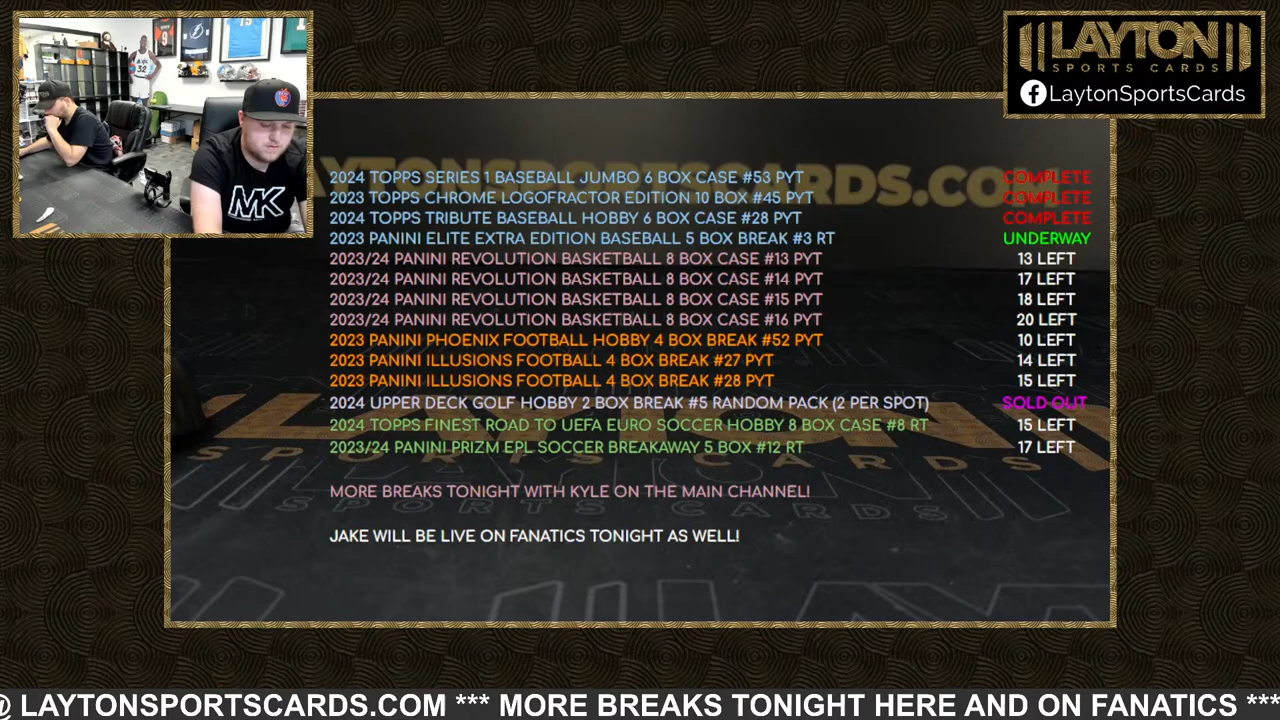 LAYTON
SPORTS CARDS
LaytonSportsCards
15
9
32
MK
LAYTONSPORTSCARDS.CO
2024 TOPPS SERIES 1 BASEBALL JUMBO 6 BOX CASE #53 PYT COMPLETE
2023 TOPPS CHROME LOGOFRACTOR EDITION 10 BOX #45 PYT COMPLETE
2024 TOPPS TRIBUTE BASEBALL HOBBY 6 BOX CASE #28 PYT COMPLETE
2023 PANINI ELITE EXTRA EDITION BASEBALL 5 BOX BREAK #3 RT UNDERWAY
2023/24 PANINI REVOLUTION BASKETBALL 8 BOX CASE #13 PYT 13 LEFT
2023/24 PANINI REVOLUTION BASKETBALL 8 BOX CASE #14 PYT 17 LEFT
2023/24 PANINI REVOLUTION BASKETBALL 8 BOX CASE #15 PYT 18 LEFT
2023/24 PANINI REVOLUTION BASKETBALL 8 BOX CASE #16 PYT 20 LEFT
2023 PANINI PHOENIX FOOTBALL HOBBY 4 BOX BREAK #52 PYT 10 LEFT
2023 PANINI ILLUSIONS FOOTBALL 4 BOX BREAK #27 PYT 14 LEFT
2023 PANINI ILLUSIONS FOOTBALL 4 BOX BREAK #28 PYT 15 LEFT
2024 UPPER DECK GOLF HOBBY 2 BOX BREAK #5 RANDOM PACK (2 PER SPOT) SOLD OUT
2024 TOPPS FINEST ROAD TO UEFA EURO SOCCER HOBBY 8 BOX CASE #8 RT 15 LEFT
2023/24 PANINI PRIZM EPL SOCCER BREAKAWAY 5 BOX #12 RT 17 LEFT
MORE BREAKS TONIGHT WITH KYLE ON THE MAIN CHANNEL!
JAKE WILL BE LIVE ON FANATICS TONIGHT AS WELL!
@ LAYTONSPORTSCARDS.COM *** MORE BREAKS TONIGHT HERE AND ON FANATICS ***